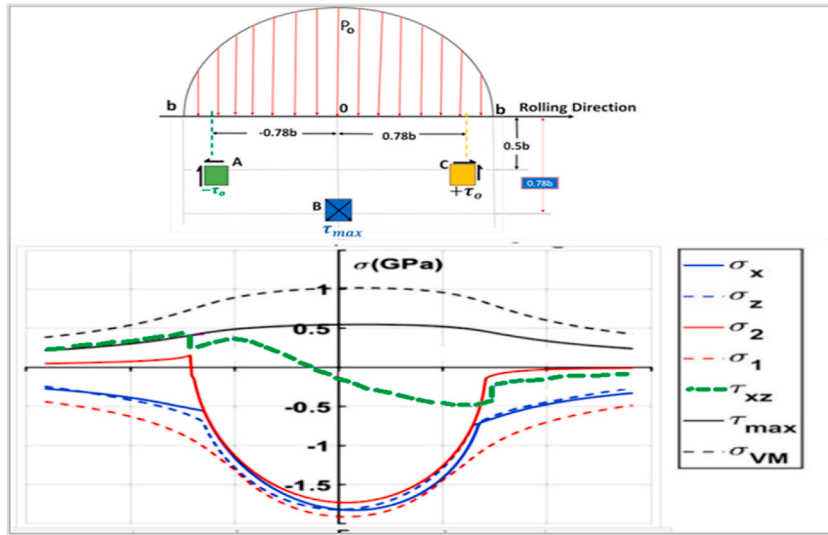 Pₒ
b 0 b Rolling Direction
-0.78b 0.78b
0.5b
A C
-τₒ +τₒ
0.78b
B
τmax
σ(GPa)
1
0.5
-0.5
-1
-1.5
σx
σz
σ2
σ1
τxz
τmax
σVM